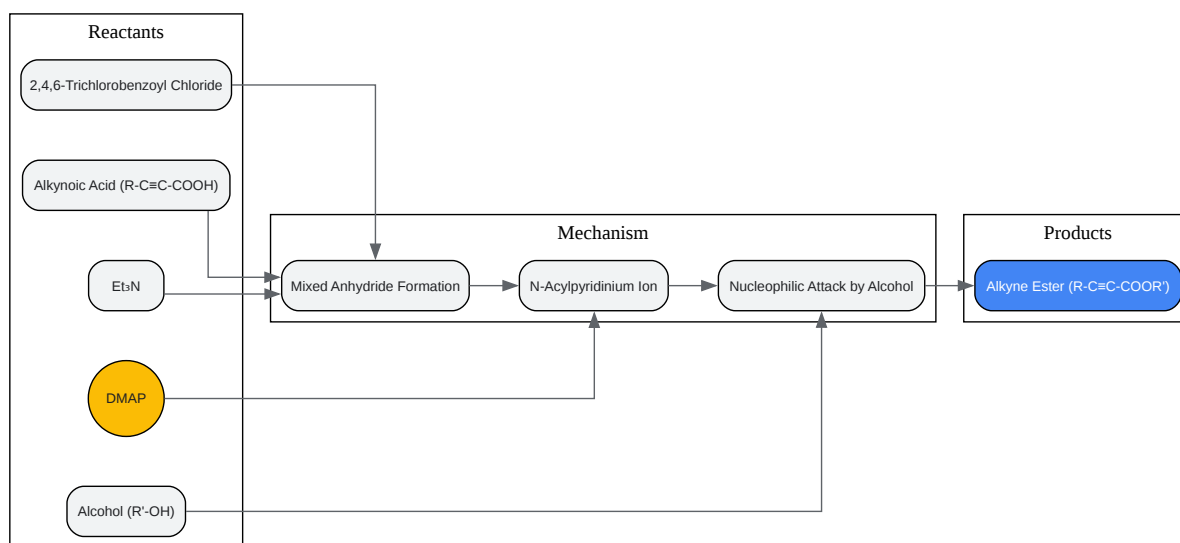 Reactants
2,4,6-Trichlorobenzoyl Chloride
Alkynoic Acid (R-C≡C-COOH)
Et₃N
DMAP
Alcohol (R'-OH)
Mechanism
Mixed Anhydride Formation
N-Acylpyridinium Ion
Nucleophilic Attack by Alcohol
Products
Alkyne Ester (R-C≡C-COOR')